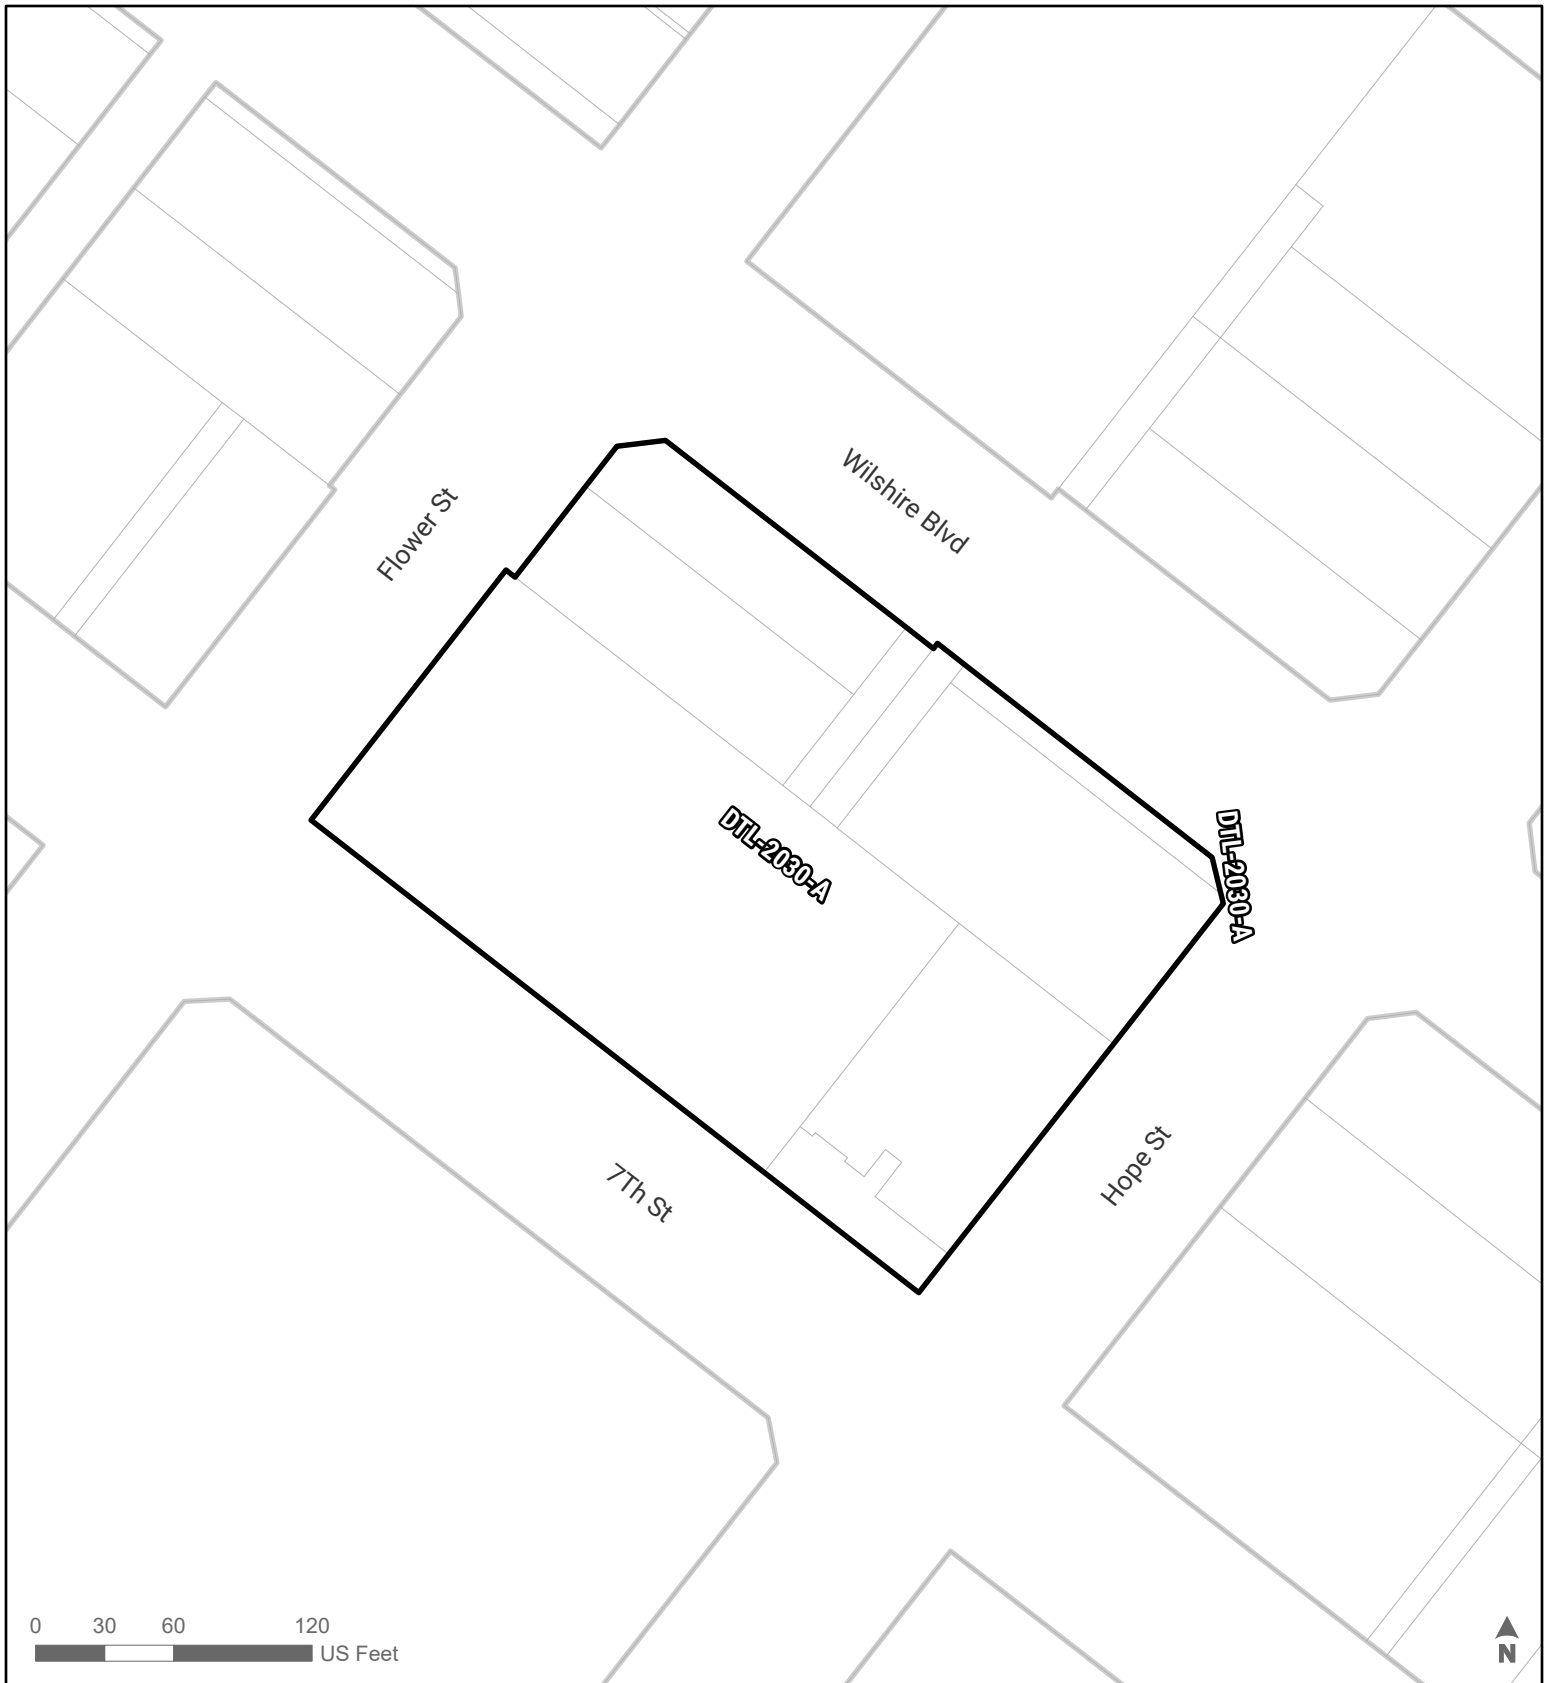 Wilshire Blvd
Flower St
DTL-2030-A
DTL-2030-A
Hope St
7Th St
0 30 60 120
US Feet
N